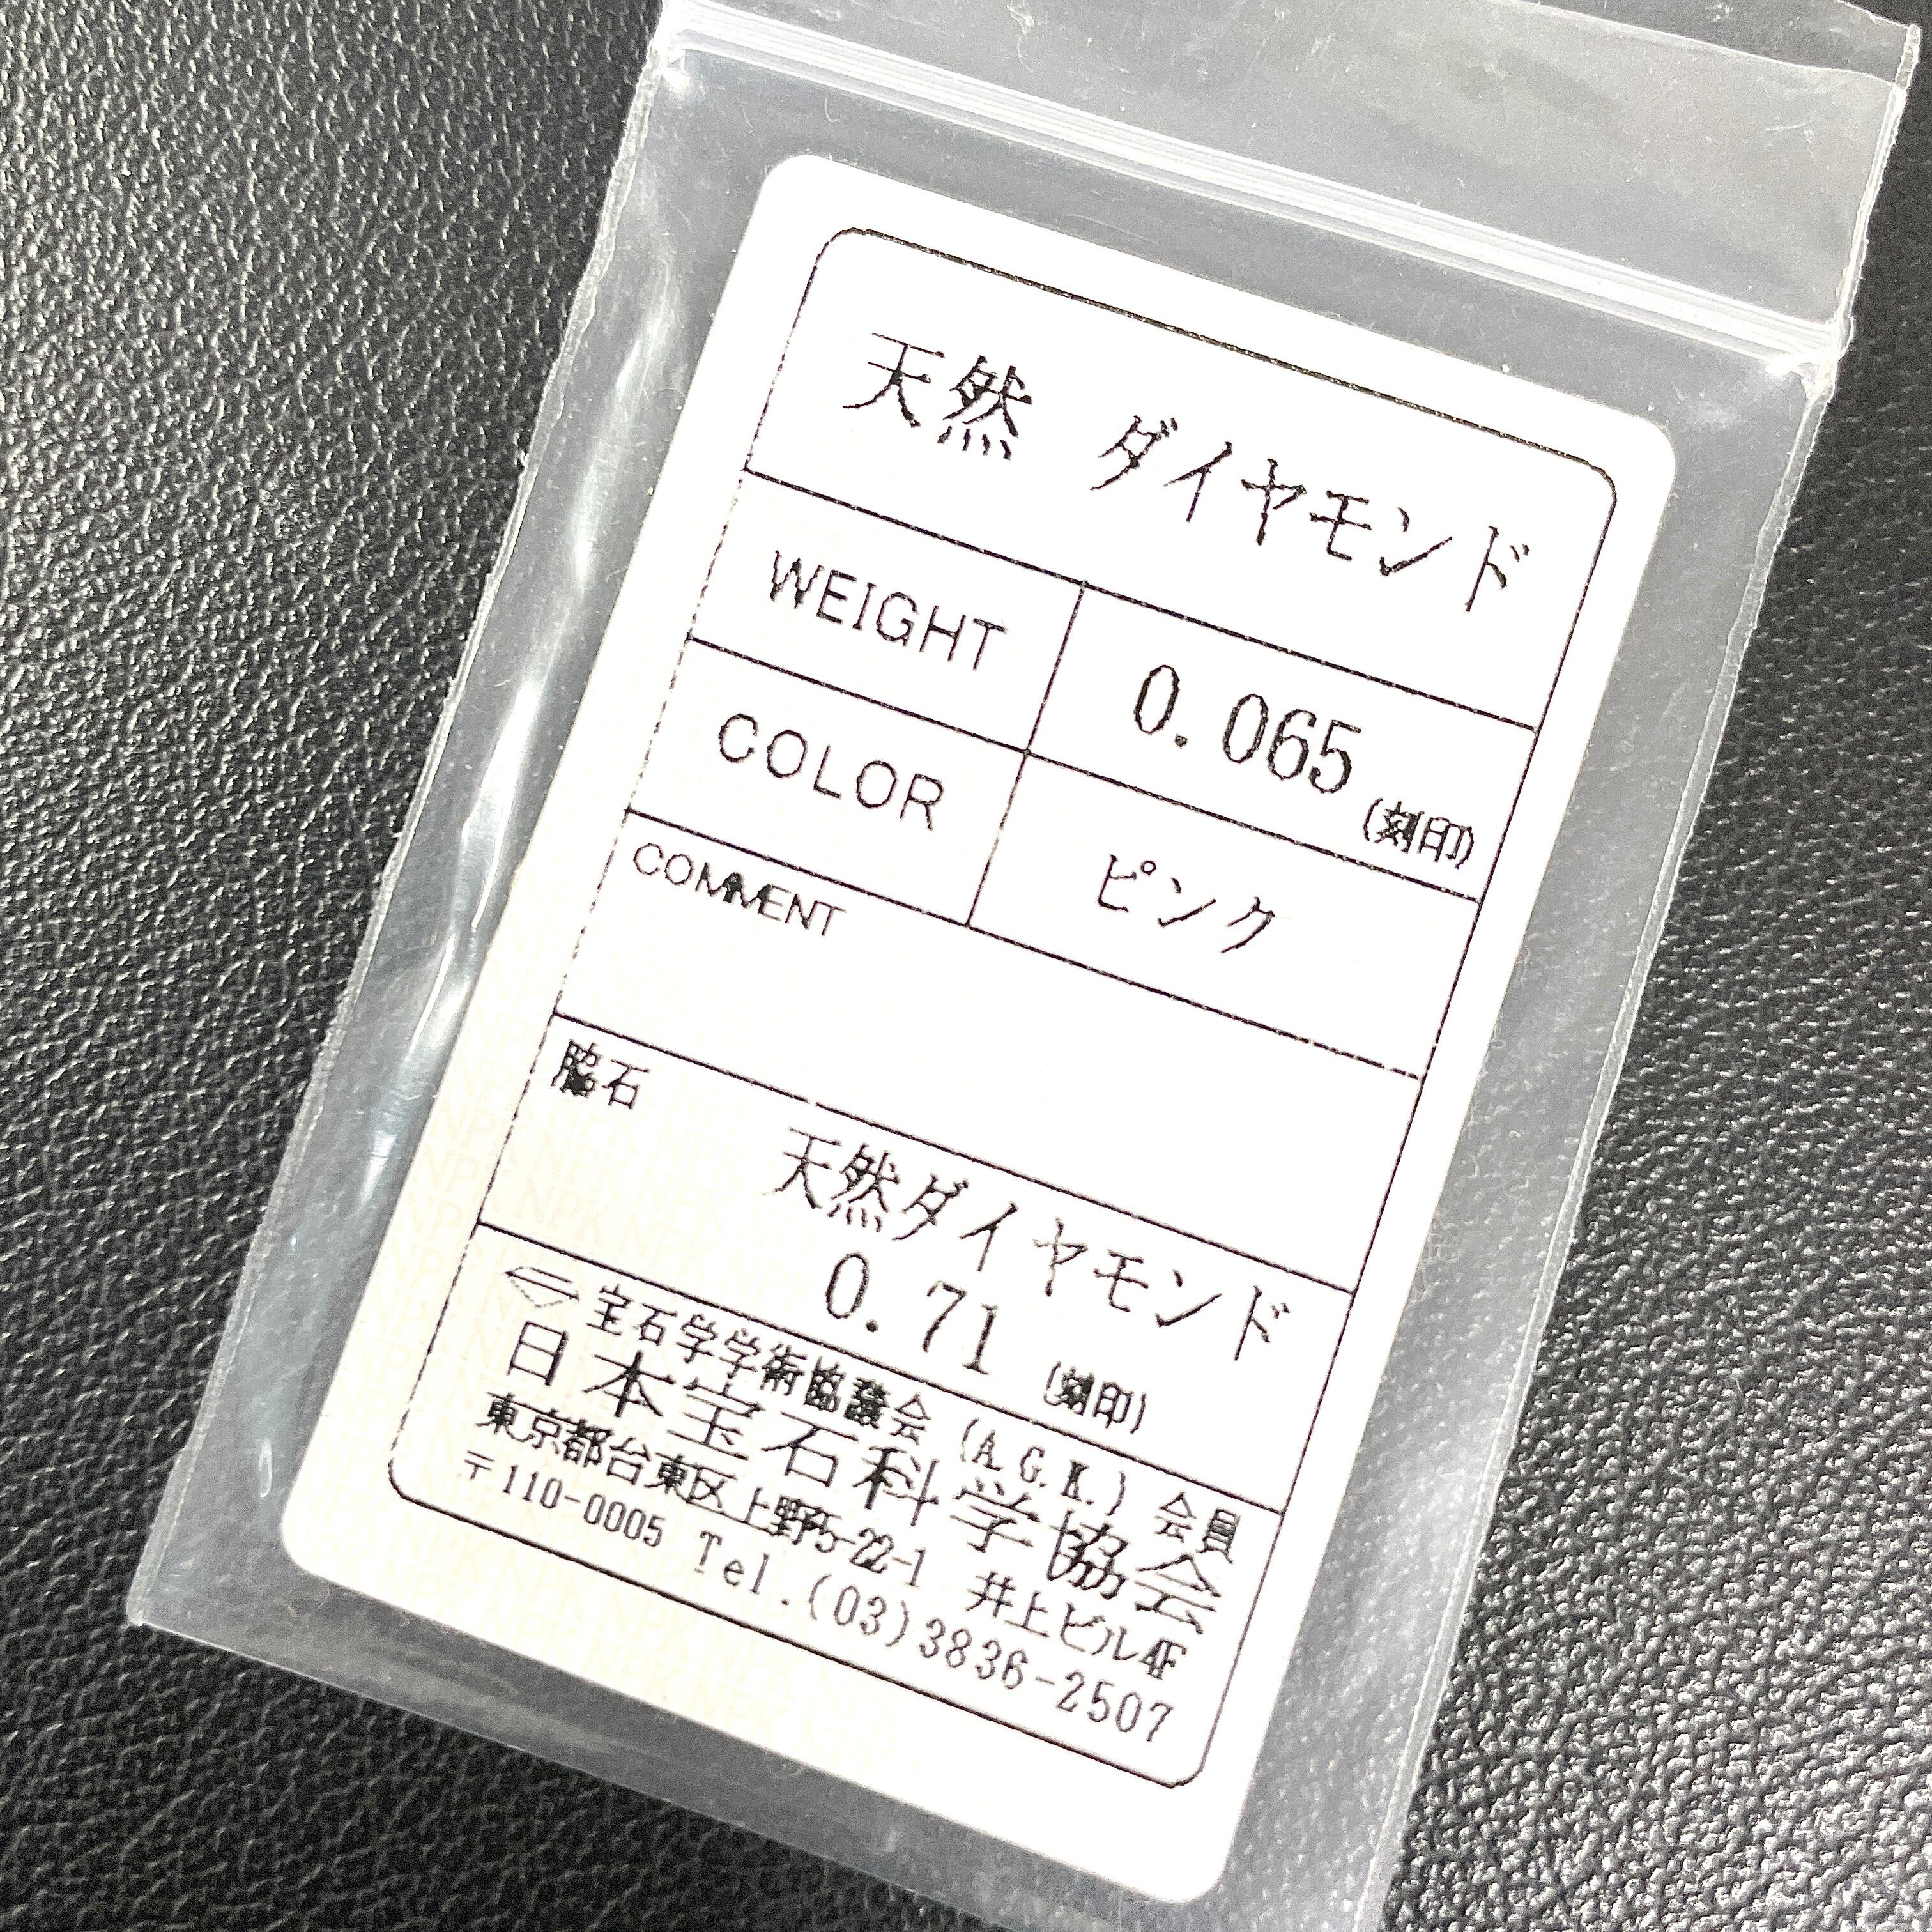 天然 ダイヤモンド
WEIGHT 0.065 (刻印)
COLOR ピンク
COMMENT
脇石
天然ダイヤモンド
0.71 (刻印)
宝石学学術協議会 (A.G.K.) 会員
日本宝石科学協会
東京都台東区上野5-22-1 井上ビル4F
〒110-0005 Tel.(03)3836-2507